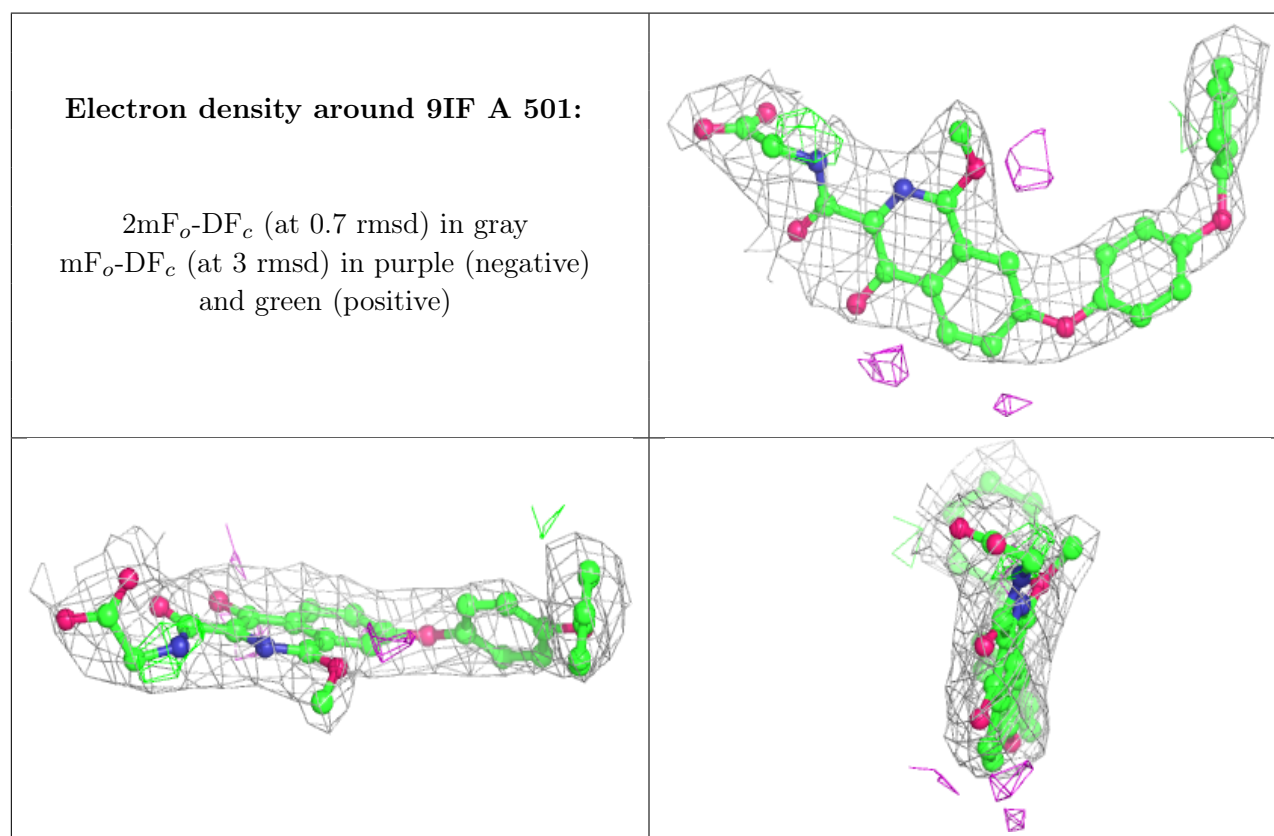 Electron density around 9IF A 501:
2mFo-DFc (at 0.7 rmsd) in gray
mFo-DFc (at 3 rmsd) in purple (negative)
and green (positive)